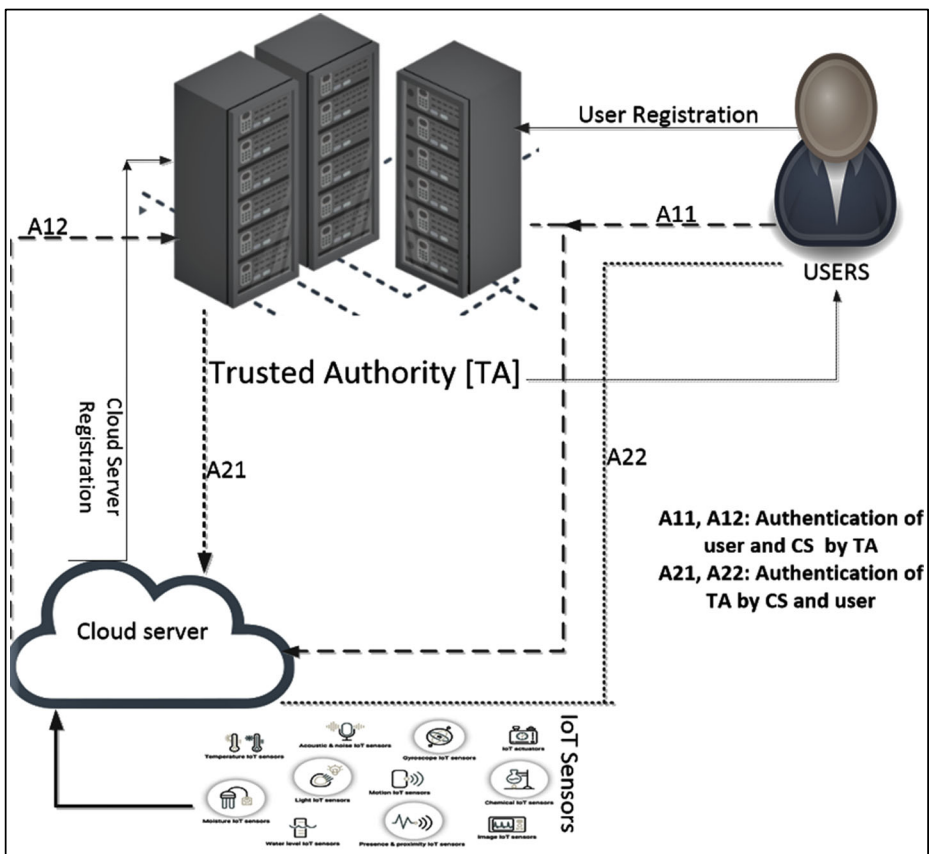 User Registration
A12
A11
USERS
Trusted Authority [TA]
Cloud Server
Registration
A21
A22
A11, A12: Authentication of
user and CS by TA
A21, A22: Authentication of
TA by CS and user
Cloud server
IoT Sensors
Temperature IoT sensors
Acoustic & noise IoT sensors
Gyroscope IoT sensors
IoT actuators
Light IoT sensors
Motion IoT sensors
Chemical IoT sensors
Moisture IoT sensors
Water level IoT sensors
Presence & proximity IoT sensors
Image IoT sensors